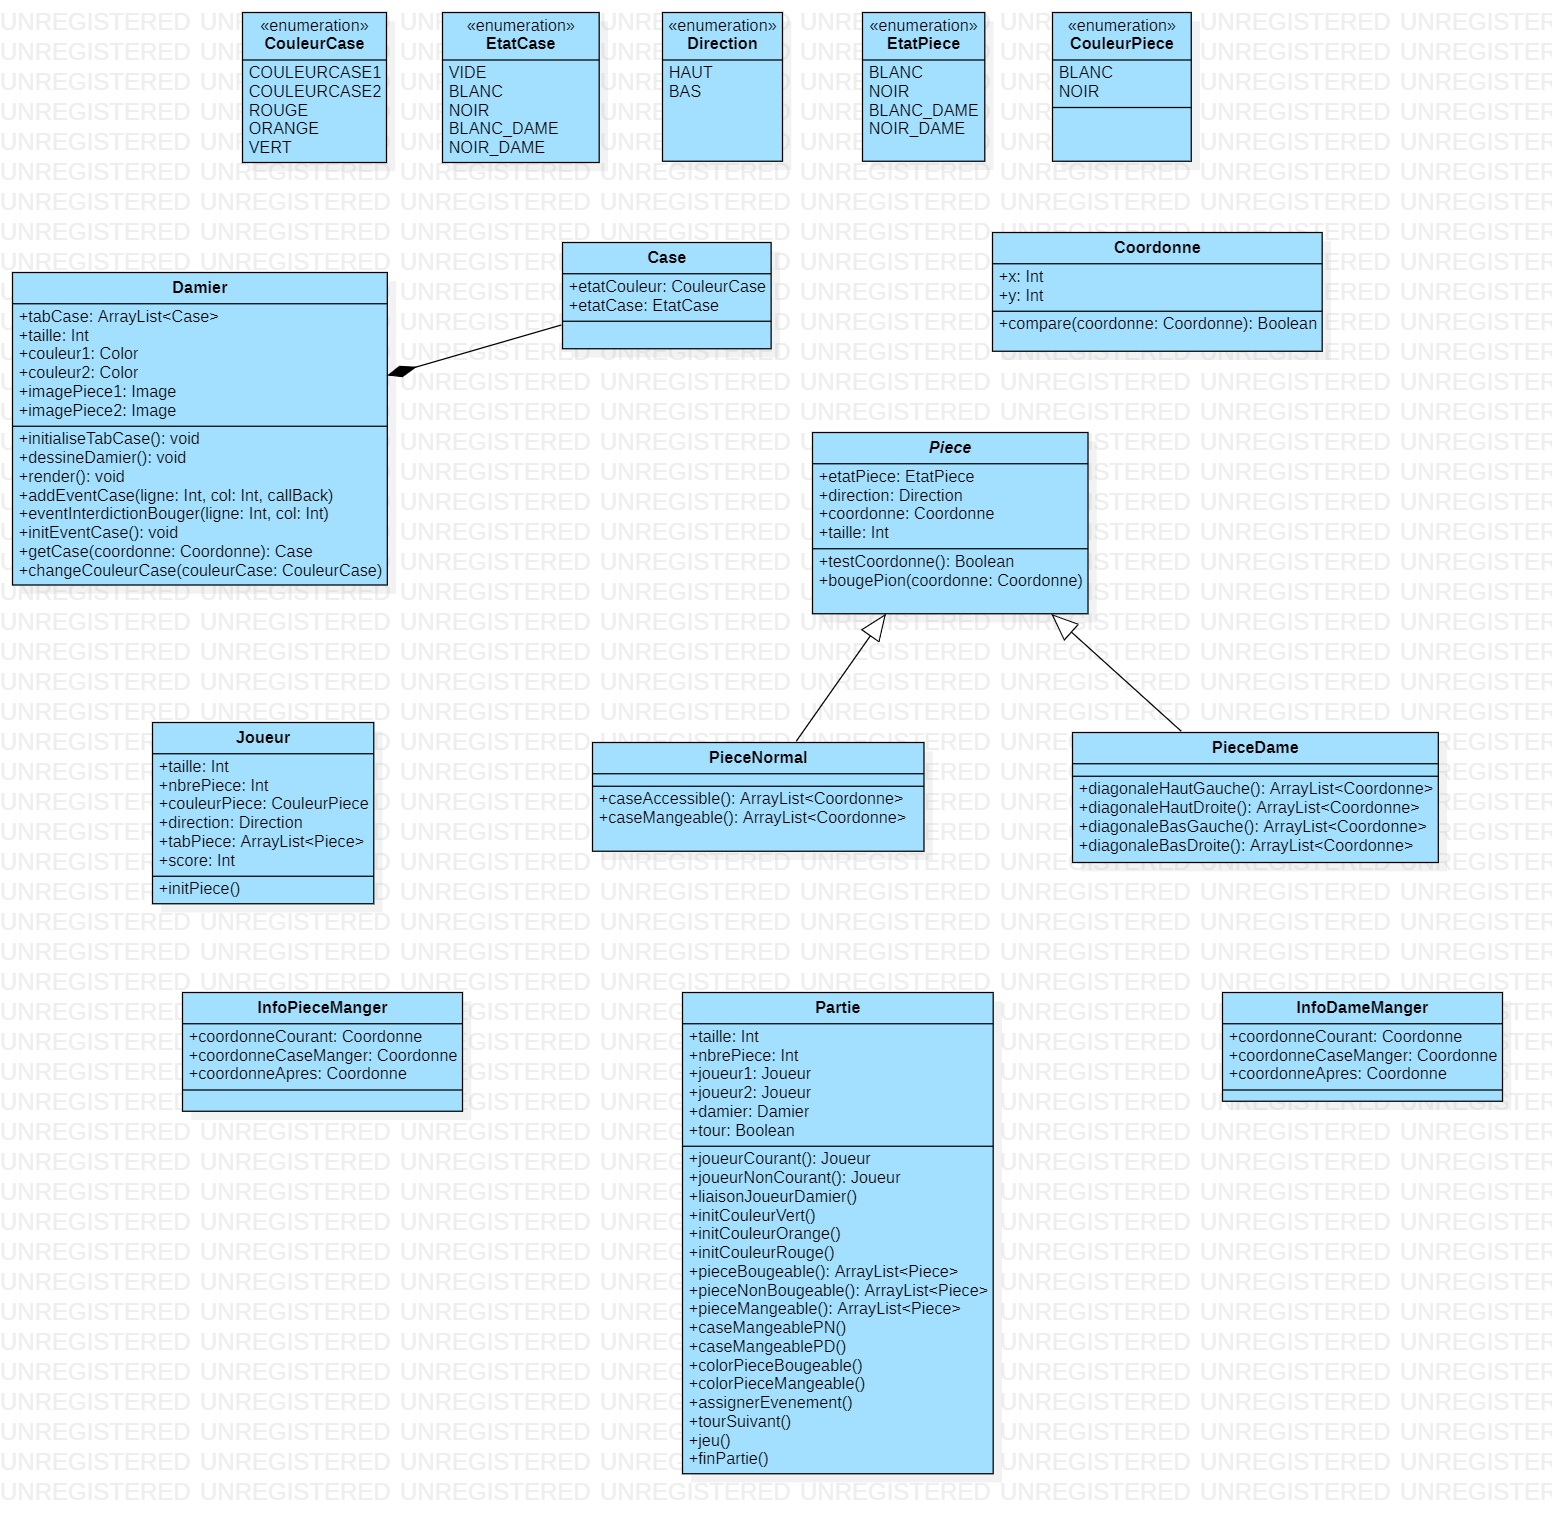 «enumeration»
CouleurCase
COULEURCASE1
COULEURCASE2
ROUGE
ORANGE
VERT
«enumeration»
EtatCase
VIDE
BLANC
NOIR
BLANC_DAME
NOIR_DAME
«enumeration»
Direction
HAUT
BAS
«enumeration»
EtatPiece
BLANC
NOIR
BLANC_DAME
NOIR_DAME
«enumeration»
CouleurPiece
BLANC
NOIR
Damier
+tabCase: ArrayList<Case>
+taille: Int
+couleur1: Color
+couleur2: Color
+imagePiece1: Image
+imagePiece2: Image
+initialiseTabCase(): void
+dessineDamier(): void
+render(): void
+addEventCase(ligne: Int, col: Int, callBack)
+eventInterdictionBouger(ligne: Int, col: Int)
+initEventCase(): void
+getCase(coordonne: Coordonne): Case
+changeCouleurCase(couleurCase: CouleurCase)
Case
+etatCouleur: CouleurCase
+etatCase: EtatCase
Coordonne
+x: Int
+y: Int
+compare(coordonne: Coordonne): Boolean
Piece
+etatPiece: EtatPiece
+direction: Direction
+coordonne: Coordonne
+taille: Int
+testCoordonne(): Boolean
+bougePion(coordonne: Coordonne)
Joueur
+taille: Int
+nbrePiece: Int
+couleurPiece: CouleurPiece
+direction: Direction
+tabPiece: ArrayList<Piece>
+score: Int
+initPiece()
PieceNormal
+caseAccessible(): ArrayList<Coordonne>
+caseMangeable(): ArrayList<Coordonne>
PieceDame
+diagonaleHautGauche(): ArrayList<Coordonne>
+diagonaleHautDroite(): ArrayList<Coordonne>
+diagonaleBasGauche(): ArrayList<Coordonne>
+diagonaleBasDroite(): ArrayList<Coordonne>
InfoPieceManger
+coordonneCourant: Coordonne
+coordonneCaseManger: Coordonne
+coordonneApres: Coordonne
Partie
+taille: Int
+nbrePiece: Int
+joueur1: Joueur
+joueur2: Joueur
+damier: Damier
+tour: Boolean
+joueurCourant(): Joueur
+joueurNonCourant(): Joueur
+liaisonJoueurDamier()
+initCouleurVert()
+initCouleurOrange()
+initCouleurRouge()
+pieceBougeable(): ArrayList<Piece>
+pieceNonBougeable(): ArrayList<Piece>
+pieceMangeable(): ArrayList<Piece>
+caseMangeablePN()
+caseMangeablePD()
+colorPieceBougeable()
+colorPieceMangeable()
+assignerEvenement()
+tourSuivant()
+jeu()
+finPartie()
InfoDameManger
+coordonneCourant: Coordonne
+coordonneCaseManger: Coordonne
+coordonneApres: Coordonne
UNREGISTERED